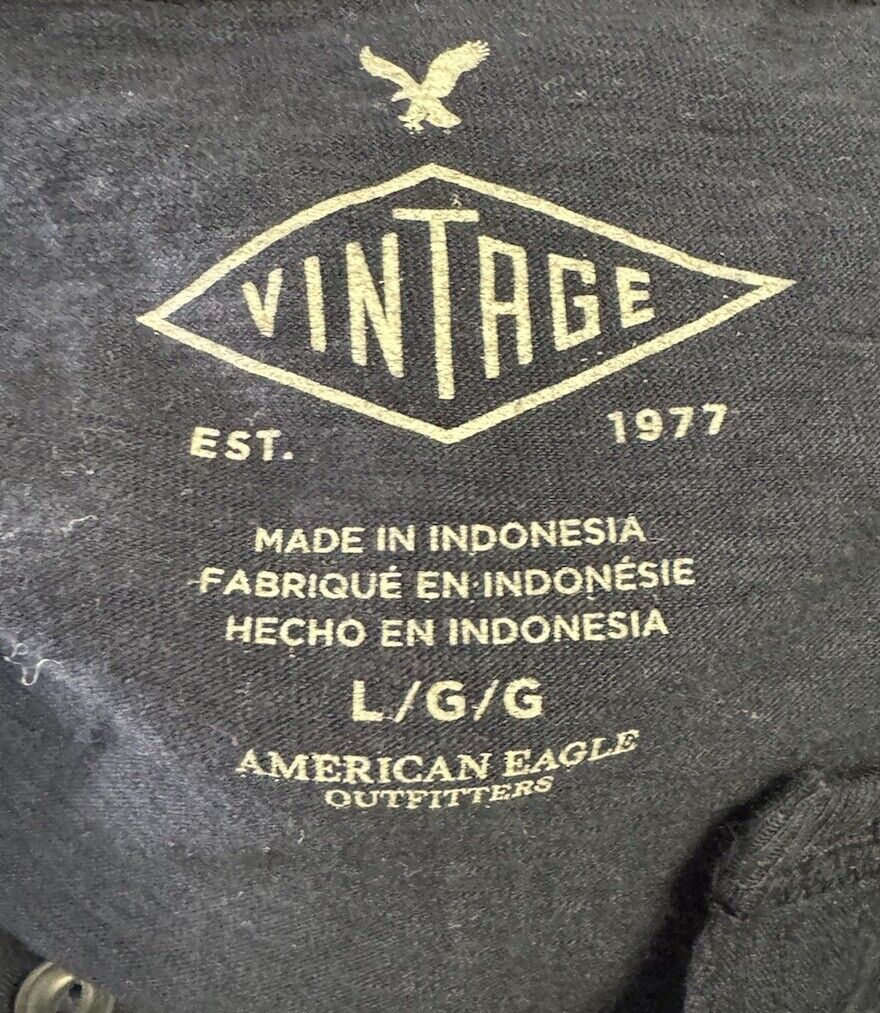 VINTAGE
EST. 1977
MADE IN INDONESIA
FABRIQUÉ EN INDONÉSIE
HECHO EN INDONESIA
L/G/G
AMERICAN EAGLE
OUTFITTERS